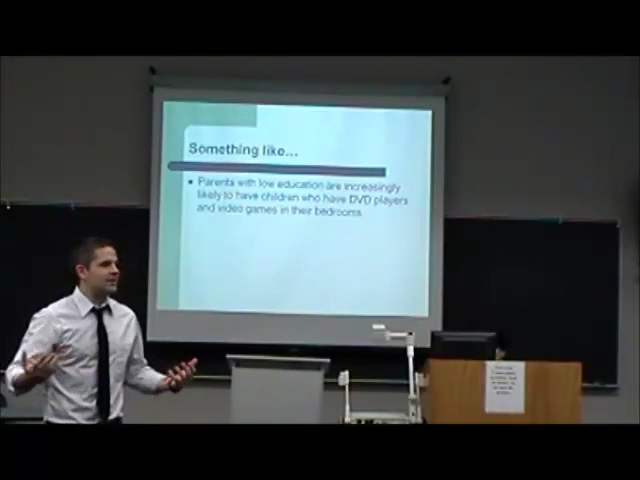 Something like...
Parents with low education are increasingly
likely to have children who have DVD players
and video games in their bedrooms